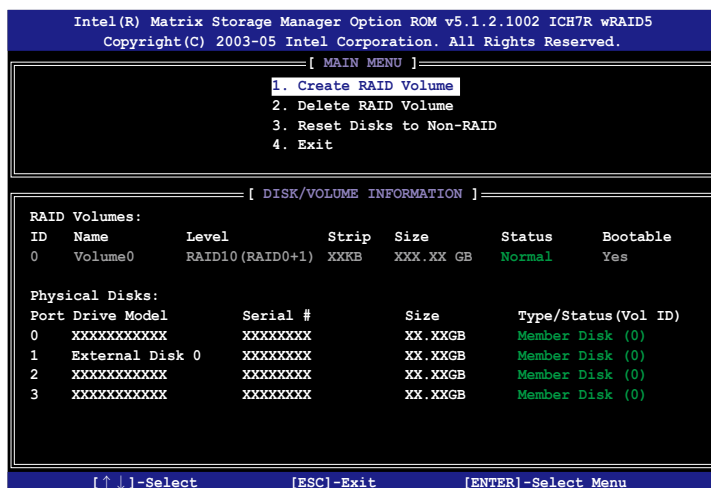 Intel(R) Matrix Storage Manager Option ROM v5.1.2.1002 ICH7R wRAID5
Copyright(C) 2003-05 Intel Corporation. All Rights Reserved.
[ MAIN MENU ]
1. Create RAID Volume
2. Delete RAID Volume
3. Reset Disks to Non-RAID
4. Exit
[ DISK/VOLUME INFORMATION ]
RAID Volumes:
ID Name Level Strip Size Status Bootable
0 Volume0 RAID10(RAID0+1) XXKB XXX.XX GB Normal Yes
Physical Disks:
Port Drive Model Serial # Size Type/Status(Vol ID)
0 XXXXXXXXXXX XXXXXXXX XX.XXGB Member Disk (0)
1 External Disk 0 XXXXXXXX XX.XXGB Member Disk (0)
2 XXXXXXXXXXX XXXXXXXX XX.XXGB Member Disk (0)
3 XXXXXXXXXXX XXXXXXXX XX.XXGB Member Disk (0)
[↑↓]-Select [ESC]-Exit [ENTER]-Select Menu